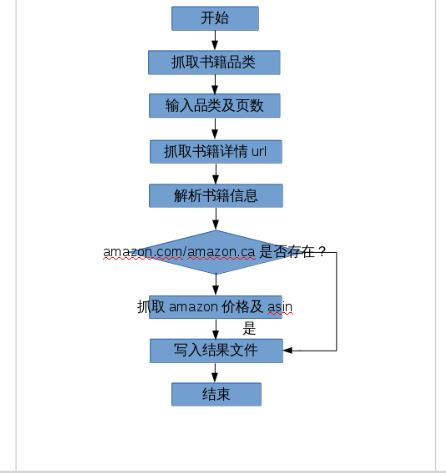 开始
抓取书籍品类
输入品类及页数
抓取书籍详情 url
解析书籍信息
amazon.com/amazon.ca 是否存在？
抓取 amazon 价格及 asin
是
写入结果文件
结束